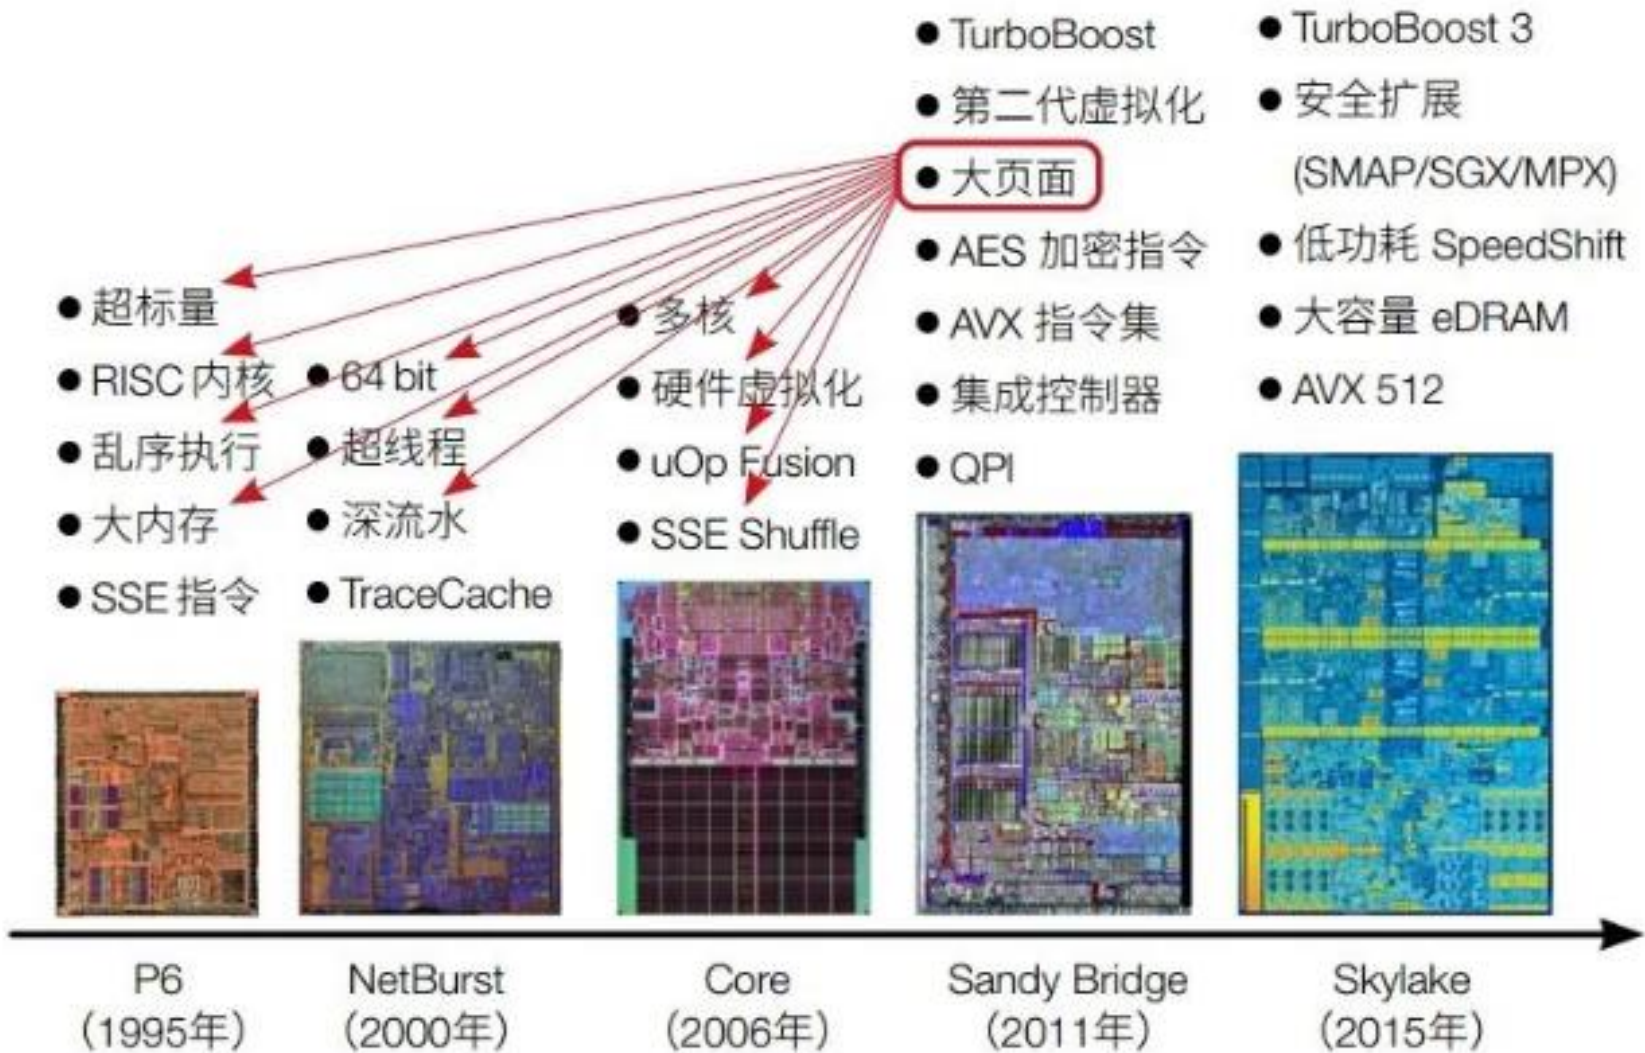 超标量
RISC 内核
乱序执行
大内存
SSE 指令
64 bit
超线程
深流水
TraceCache
多核
硬件虚拟化
uOp Fusion
SSE Shuffle
TurboBoost
第二代虚拟化
大页面
AES 加密指令
AVX 指令集
集成控制器
QPI
TurboBoost 3
安全扩展
(SMAP/SGX/MPX)
低功耗 SpeedShift
大容量 eDRAM
AVX 512
P6
（1995年）
NetBurst
（2000年）
Core
（2006年）
Sandy Bridge
（2011年）
Skylake
（2015年）